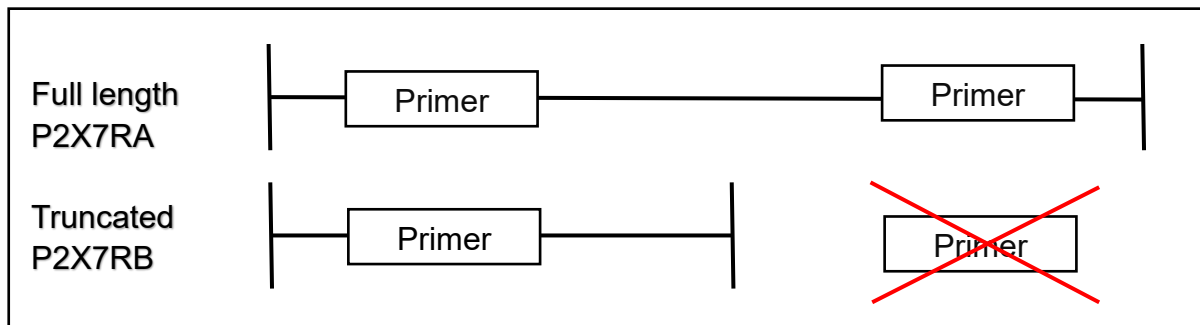 Full length
P2X7RA
Primer
Primer
Truncated
P2X7RB
Primer
Primer